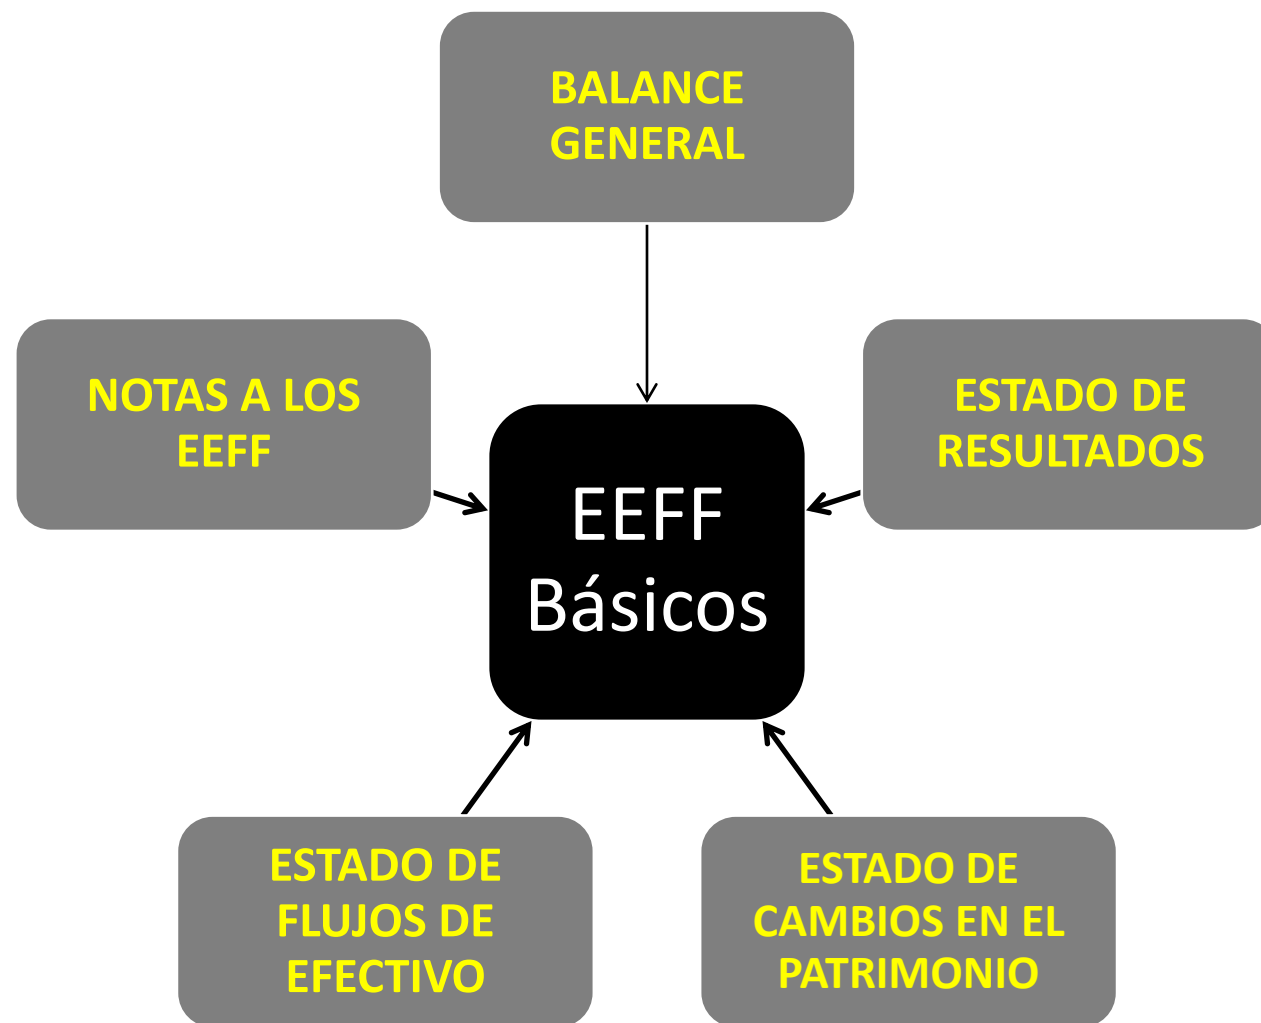 BALANCE
GENERAL
NOTAS A LOS
EEFF
ESTADO DE
RESULTADOS
EEFF
Básicos
ESTADO DE
FLUJOS DE
EFECTIVO
ESTADO DE
CAMBIOS EN EL
PATRIMONIO